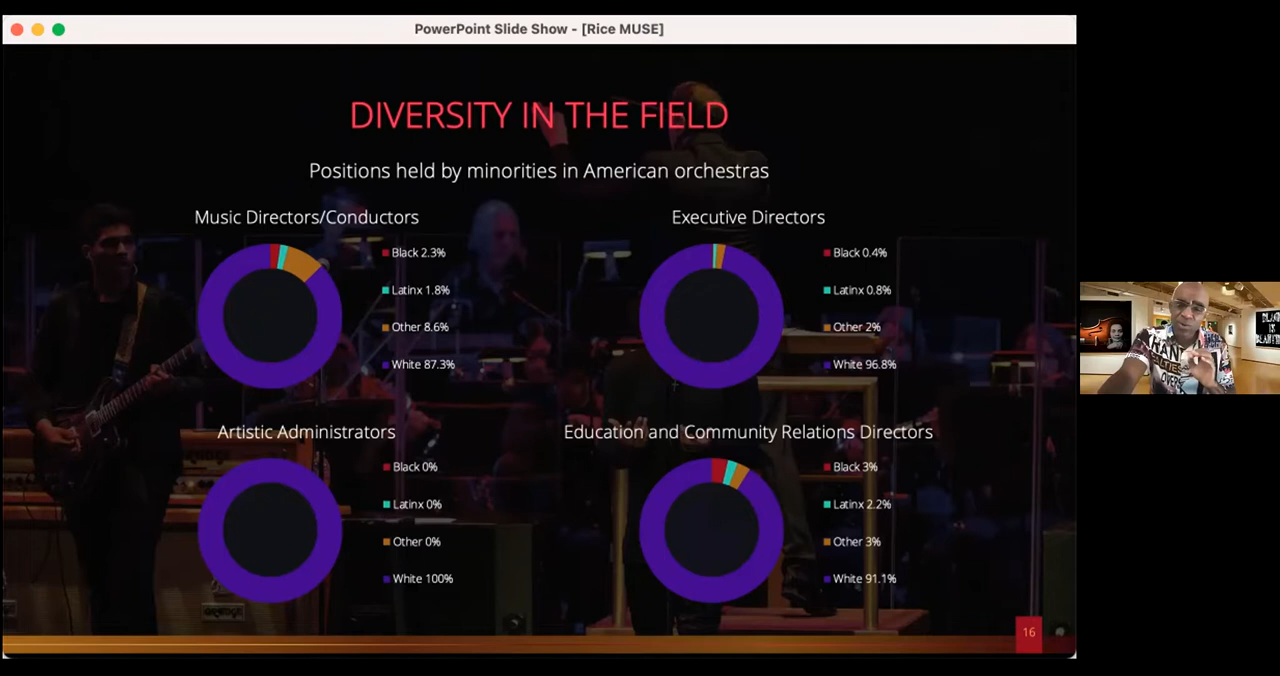 PowerPoint Slide Show - [Rice MUSE]
DIVERSITY IN THE FIELD
Positions held by minorities in American orchestras
Music Directors/Conductors
Black 2.3%
Latinx 1.8%
Other 8.6%
White 87.3%
Executive Directors
Black 0.4%
Latinx 0.8%
Other 2%
White 96.8%
Artistic Administrators
Black 0%
Latinx 0%
Other 0%
White 100%
Education and Community Relations Directors
Black 3%
Latinx 2.2%
Other 3%
White 91.1%
16
BLACK
IS